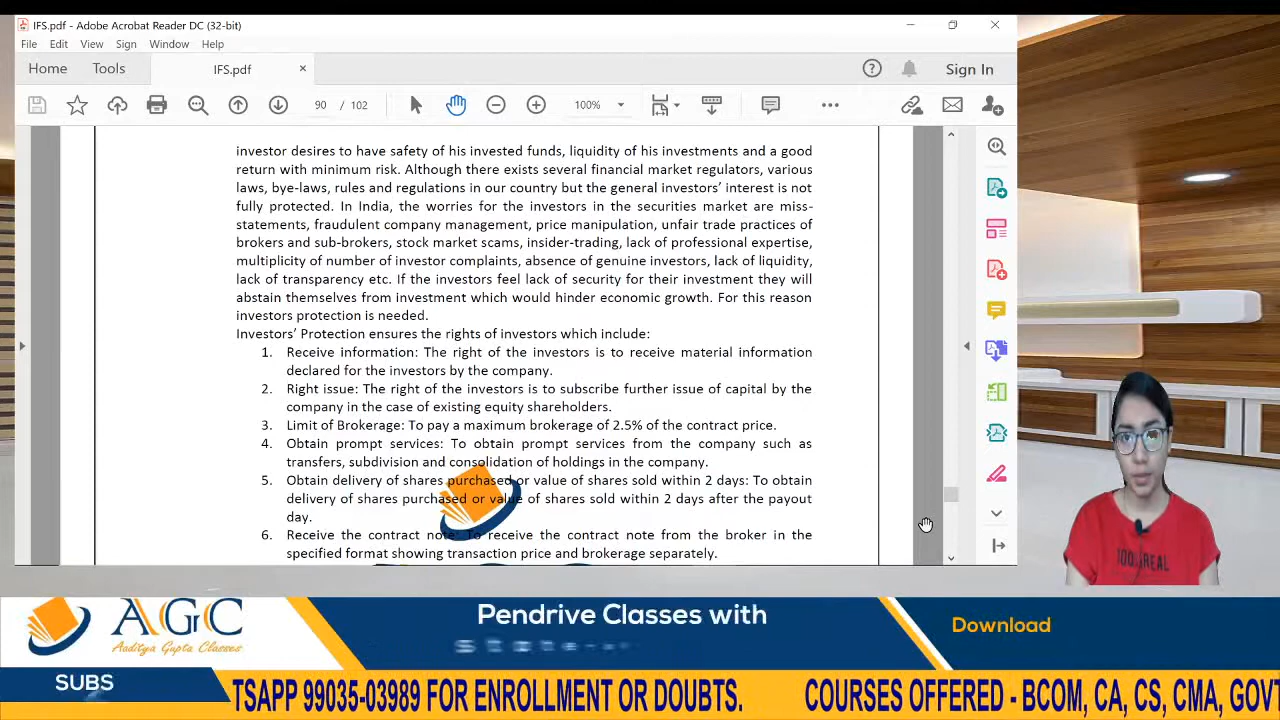 IFS.pdf - Adobe Acrobat Reader DC (32-bit)
File Edit View Sign Window Help
Home Tools IFS.pdf × Sign In
90 / 102 100%
investor desires to have safety of his invested funds, liquidity of his investments and a good
return with minimum risk. Although there exists several financial market regulators, various
laws, bye-laws, rules and regulations in our country but the general investors' interest is not
fully protected. In India, the worries for the investors in the securities market are miss-
statements, fraudulent company management, price manipulation, unfair trade practices of
brokers and sub-brokers, stock market scams, insider-trading, lack of professional expertise,
multiplicity of number of investor complaints, absence of genuine investors, lack of liquidity,
lack of transparency etc. If the investors feel lack of security for their investment they will
abstain themselves from investment which would hinder economic growth. For this reason
investors protection is needed.
Investors' Protection ensures the rights of investors which include:
1. Receive information: The right of the investors is to receive material information
declared for the investors by the company.
2. Right issue: The right of the investors is to subscribe further issue of capital by the
company in the case of existing equity shareholders.
3. Limit of Brokerage: To pay a maximum brokerage of 2.5% of the contract price.
4. Obtain prompt services: To obtain prompt services from the company such as
transfers, subdivision and consolidation of holdings in the company.
5. Obtain delivery of shares purchased or value of shares sold within 2 days: To obtain
delivery of shares purchased or value of shares sold within 2 days after the payout
day.
6. Receive the contract note: To receive the contract note from the broker in the
specified format showing transaction price and brokerage separately.
AGC
Aaditya Gupta Classes
Pendrive Classes with
Download
SUBS
TSAPP 99035-03989 FOR ENROLLMENT OR DOUBTS. COURSES OFFERED - BCOM, CA, CS, CMA, GOVT